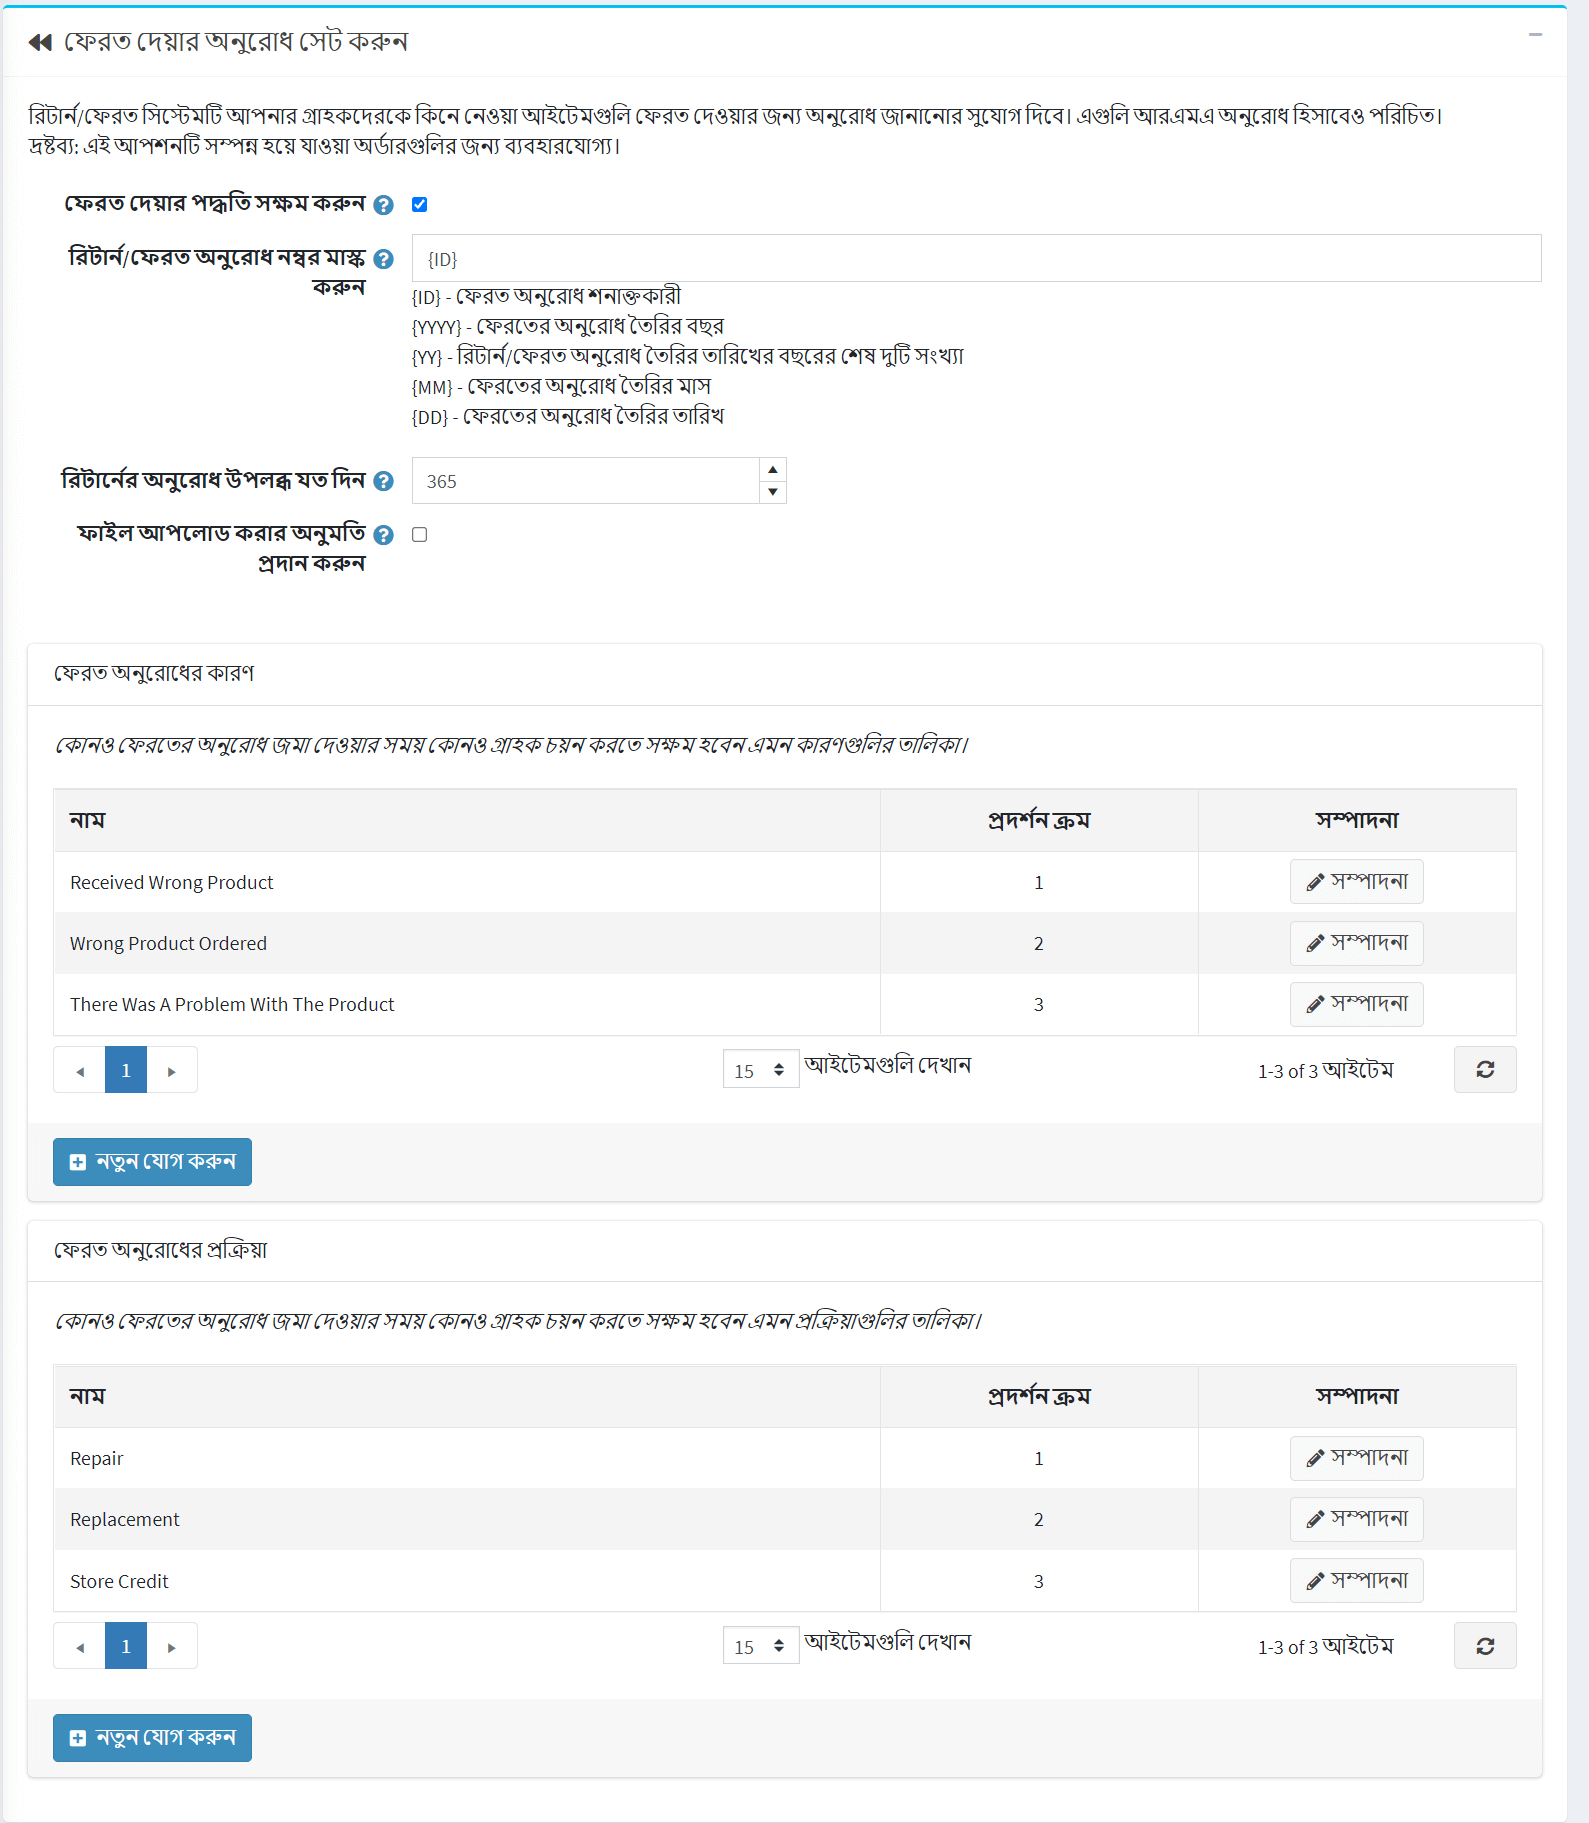 ফেরত দেয়ার অনুরোধ সেট করুন
রিটার্ন/ফেরত সিস্টেমটি আপনার গ্রাহকদেরকে কিনে নেওয়া আইটেমগুলি ফেরত দেওয়ার জন্য অনুরোধ জানানোর সুযোগ দিবে। এগুলি আরএমএ অনুরোধ হিসাবেও পরিচিত।
দ্রষ্টব্য: এই আপশনটি সম্পন্ন হয়ে যাওয়া অর্ডারগুলির জন্য ব্যবহারযোগ্য।
ফেরত দেয়ার পদ্ধতি সক্ষম করুন
রিটার্ন/ফেরত অনুরোধ নম্বর মাস্ক
করুন
{ID}
{ID} - ফেরত অনুরোধ শনাক্তকারী
{YYYY} - ফেরতের অনুরোধ তৈরির বছর
{YY} - রিটার্ন/ফেরত অনুরোধ তৈরির তারিখের বছরের শেষ দুটি সংখ্যা
{MM} - ফেরতের অনুরোধ তৈরির মাস
{DD} - ফেরতের অনুরোধ তৈরির তারিখ
রিটার্নের অনুরোধ উপলব্ধ যত দিন 365
ফাইল আপলোড করার অনুমতি
প্রদান করুন
ফেরত অনুরোধের কারণ
কোনও ফেরতের অনুরোধ জমা দেওয়ার সময় কোনও গ্রাহক চয়ন করতে সক্ষম হবেন এমন কারণগুলির তালিকা।
নাম প্রদর্শন ক্রম সম্পাদনা
Received Wrong Product 1 সম্পাদনা
Wrong Product Ordered 2 সম্পাদনা
There Was A Problem With The Product 3 সম্পাদনা
1 15 আইটেমগুলি দেখান 1-3 of 3 আইটেম
নতুন যোগ করুন
ফেরত অনুরোধের প্রক্রিয়া
কোনও ফেরতের অনুরোধ জমা দেওয়ার সময় কোনও গ্রাহক চয়ন করতে সক্ষম হবেন এমন প্রক্রিয়াগুলির তালিকা।
নাম প্রদর্শন ক্রম সম্পাদনা
Repair 1 সম্পাদনা
Replacement 2 সম্পাদনা
Store Credit 3 সম্পাদনা
1 15 আইটেমগুলি দেখান 1-3 of 3 আইটেম
নতুন যোগ করুন